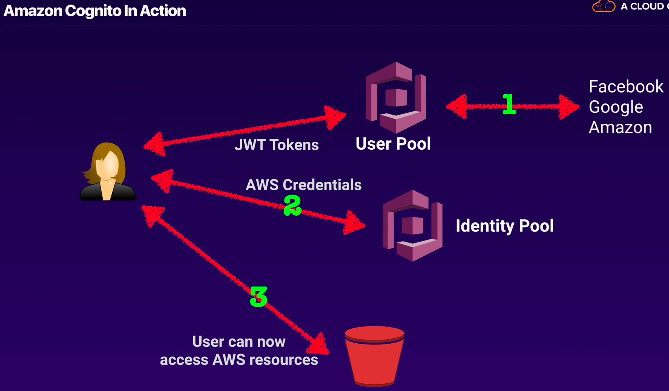 Amazon Cognito In Action
A CLOUD
Facebook
Google
Amazon
1
JWT Tokens
User Pool
AWS Credentials
2
Identity Pool
3
User can now
access AWS resources